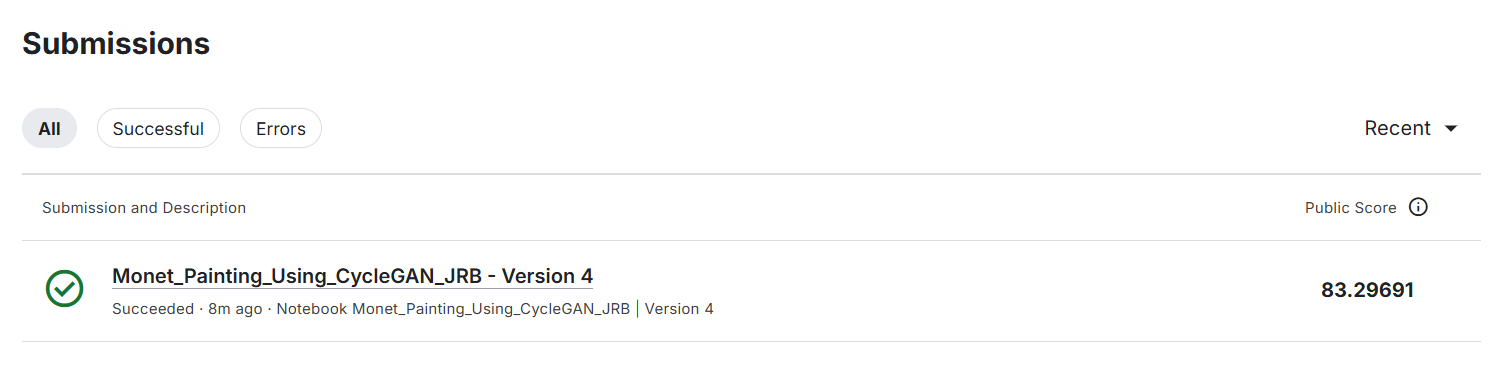 Submissions
All Successful Errors Recent
Submission and Description Public Score
Monet_Painting_Using_CycleGAN_JRB - Version 4
83.29691
Succeeded · 8m ago · Notebook Monet_Painting_Using_CycleGAN_JRB | Version 4